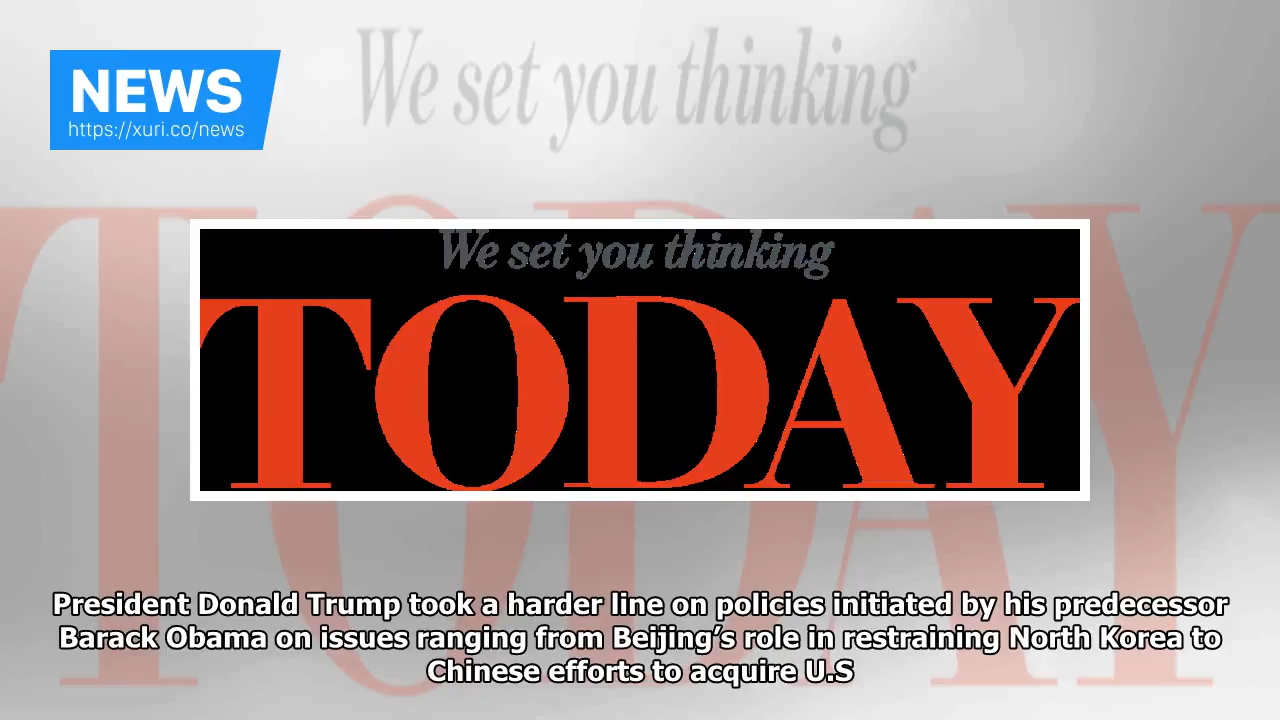 We set you thinking
NEWS
https://xuri.co/news
We set you thinking
TODAY
TODAY
President Donald Trump took a harder line on policies initiated by his predecessor
Barack Obama on issues ranging from Beijing’s role in restraining North Korea to
Chinese efforts to acquire U.S